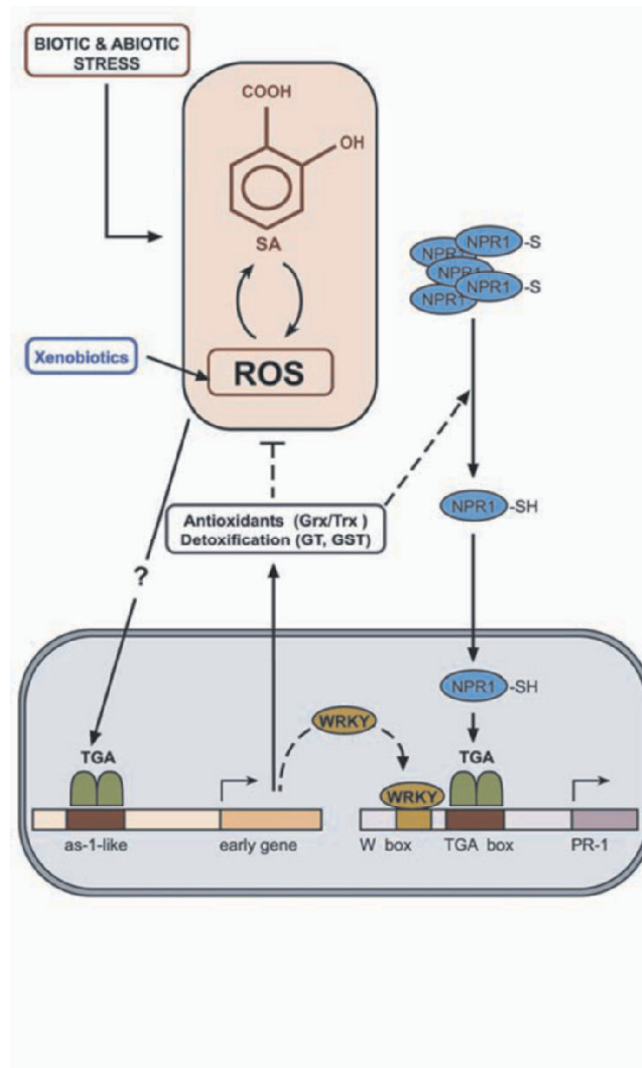 BIOTIC & ABIOTIC
STRESS
COOH
OH
SA
Xenobiotics
ROS
NPR1 -S
NPR1
NPR1
NPR1 -S
NPR1
Antioxidants (Grx/Trx )
Detoxification (GT, GST)
NPR1 -SH
?
NPR1 -SH
WRKY
TGA
TGA
WRKY
as-1-like
early gene
W box
TGA box
PR-1